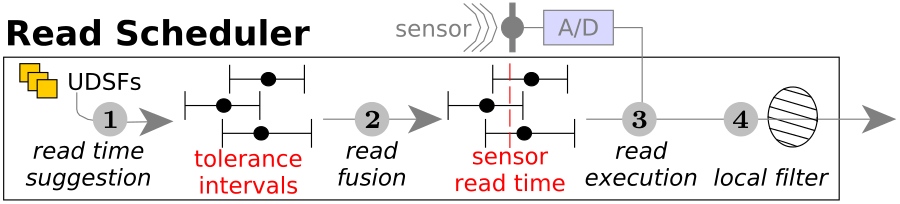 Read Scheduler
sensor
A/D
UDSFs
1
read time
suggestion
tolerance
intervals
2
read
fusion
sensor
read time
3
read
execution
4
local filter